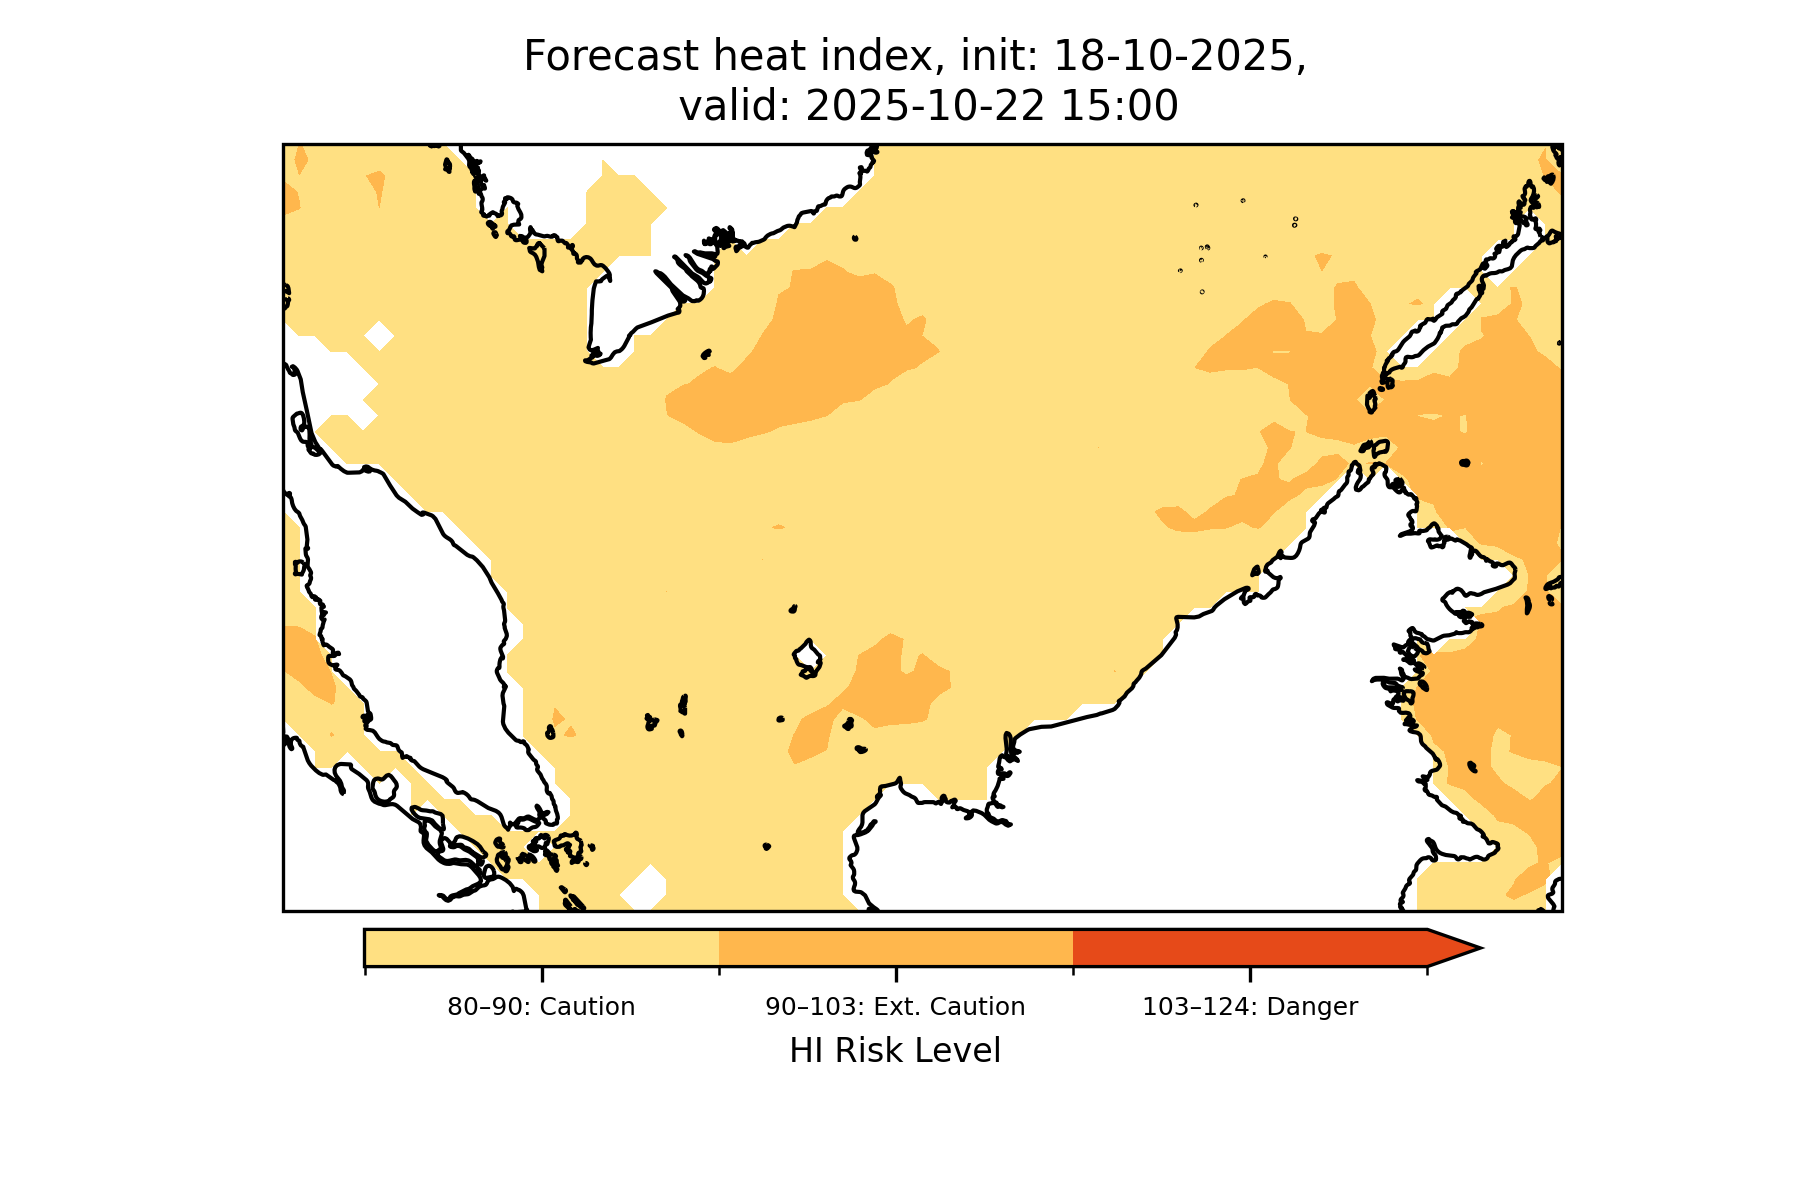 Forecast heat index, init: 18-10-2025,
valid: 2025-10-22 15:00
80–90: Caution
90–103: Ext. Caution
103–124: Danger
HI Risk Level